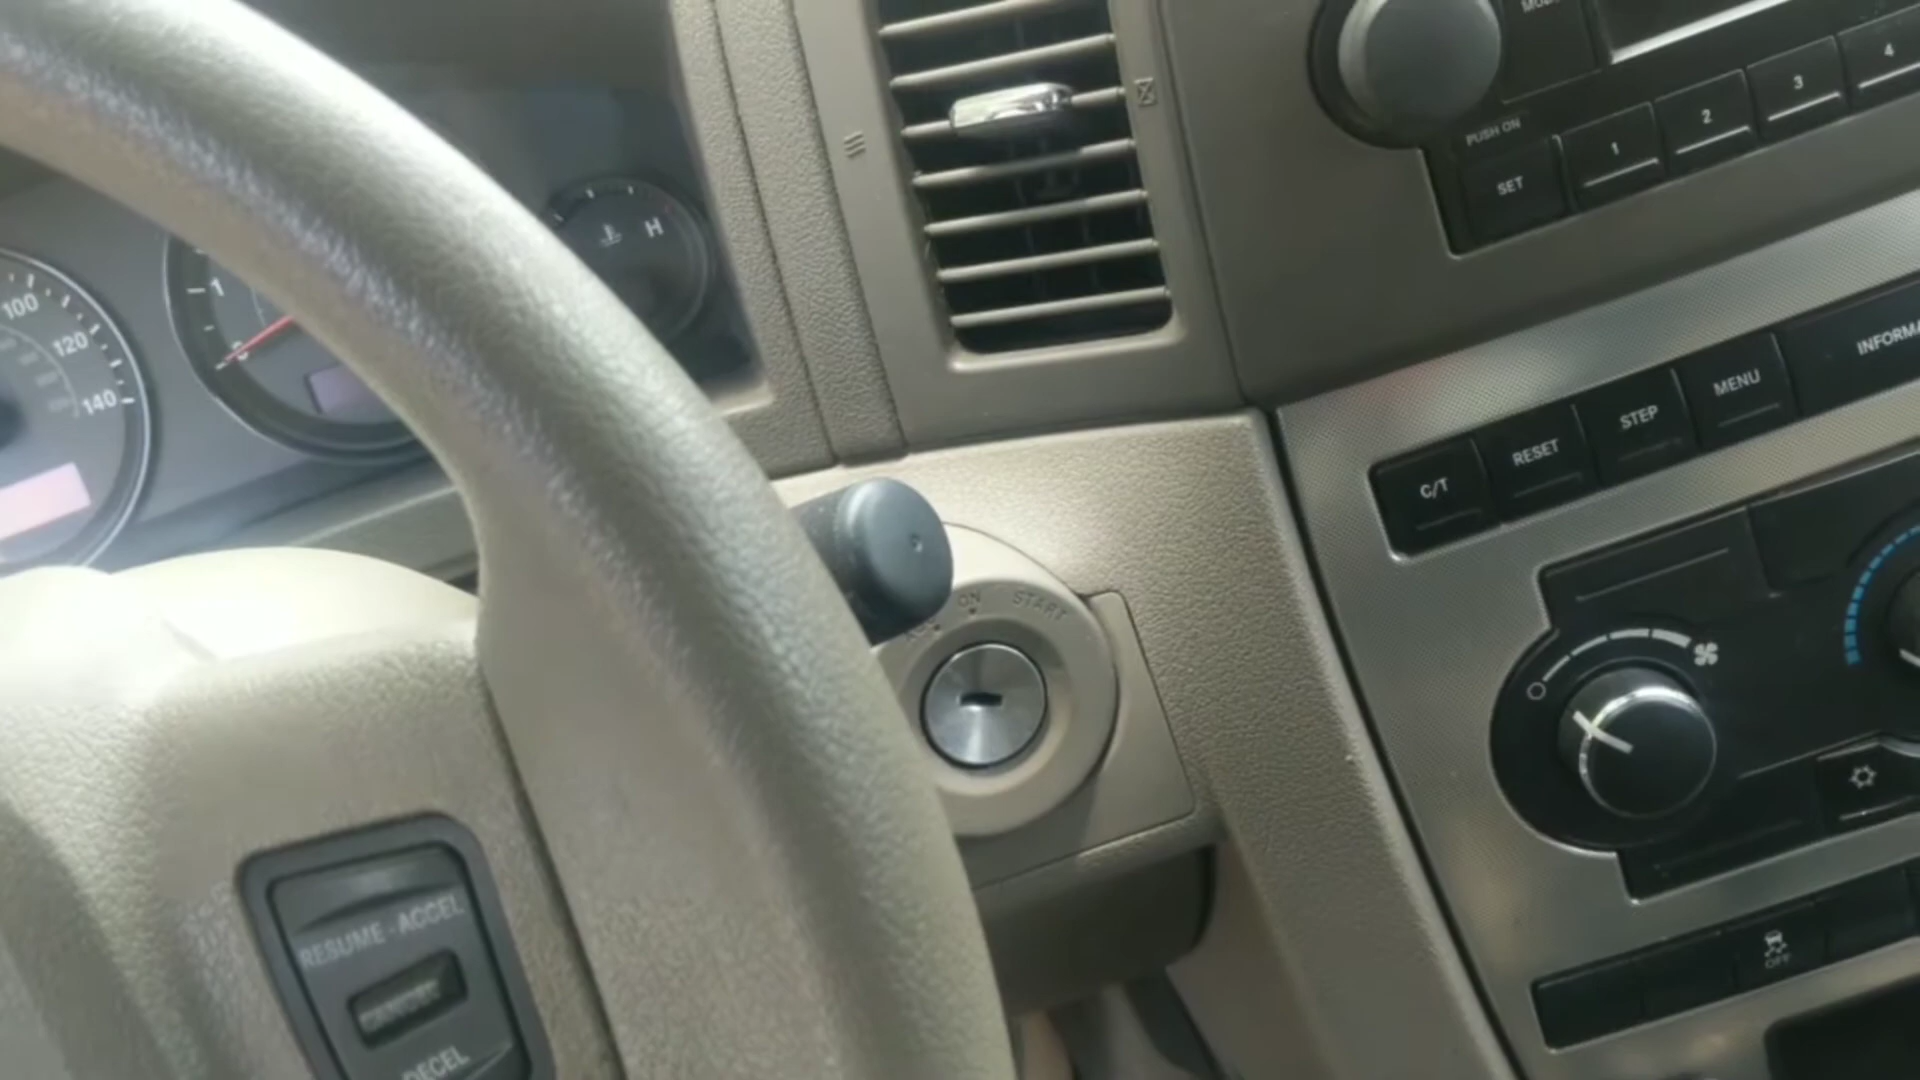 100
120
140
1
0
H
PUSH ON
SET
1
2
3
4
C/T
RESET
STEP
MENU
INFORMA
ON
START
OFF
RESUME · ACCEL
DECEL